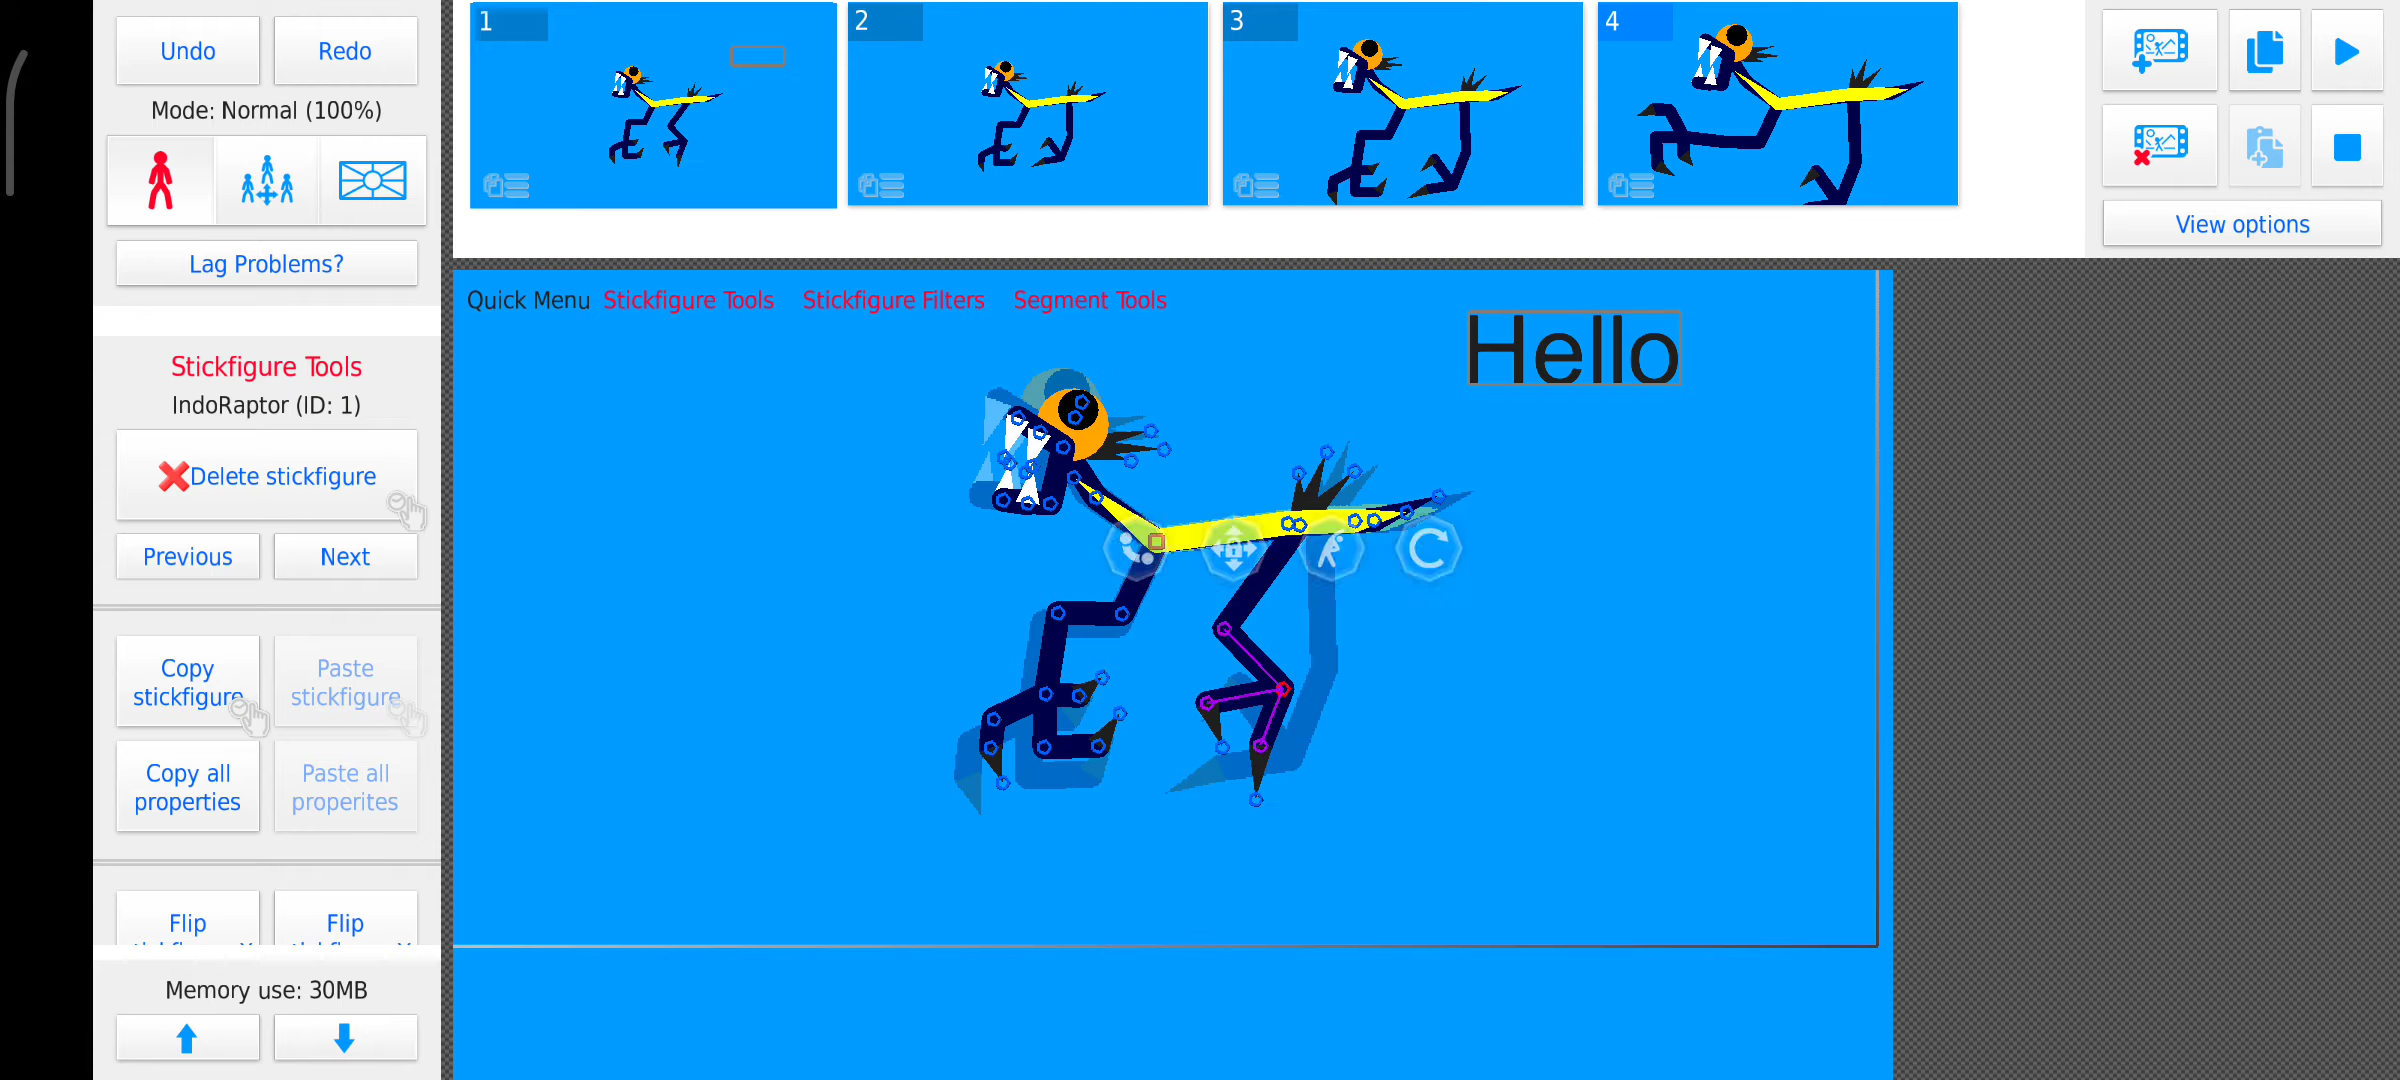 Undo
Redo
Mode: Normal (100%)
Lag Problems?
Stickfigure Tools
IndoRaptor (ID: 1)
Delete stickfigure
Previous
Next
Copy
stickfigure
Paste
stickfigure
Copy all
properties
Paste all
properites
Flip
Flip
Memory use: 30MB
1
2
3
4
View options
Quick Menu Stickfigure Tools Stickfigure Filters Segment Tools
Hello